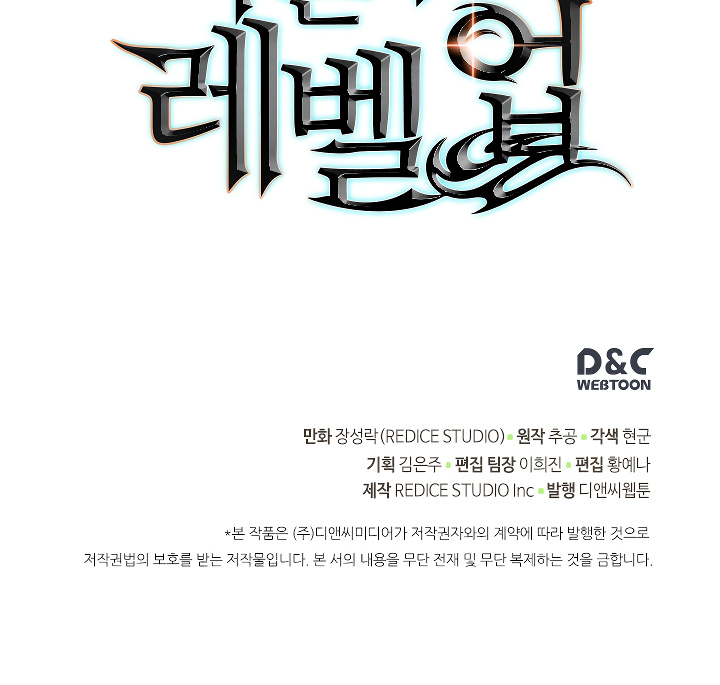 레벨업
D&C
WEBTOON
만화 장성락(REDICE STUDIO) • 원작 추공 • 각색 현군
기획 김은주 • 편집 팀장 이희진 • 편집 황예나
제작 REDICE STUDIO Inc • 발행 디앤씨웹툰
*본 작품은 (주)디앤씨미디어가 저작권자와의 계약에 따라 발행한 것으로
저작권법의 보호를 받는 저작물입니다. 본 서의 내용을 무단 전재 및 무단 복제하는 것을 금합니다.